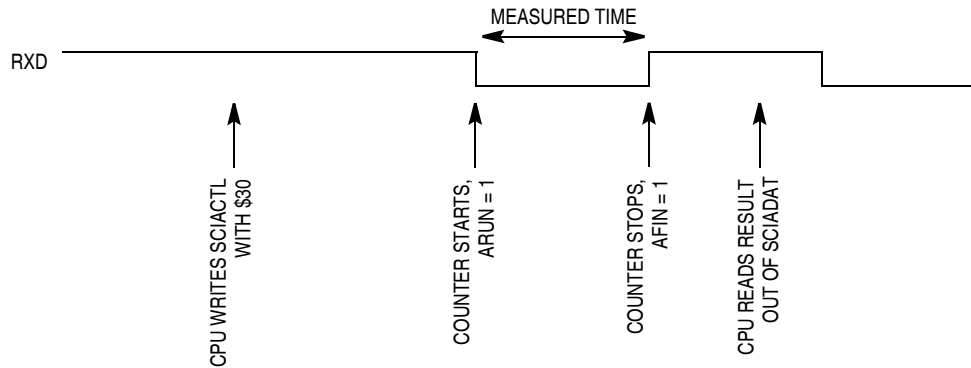 MEASURED TIME
RXD
CPU WRITES SCIACTL
WITH $30
COUNTER STARTS,
ARUN = 1
COUNTER STOPS,
AFIN = 1
CPU READS RESULT
OUT OF SCIADAT